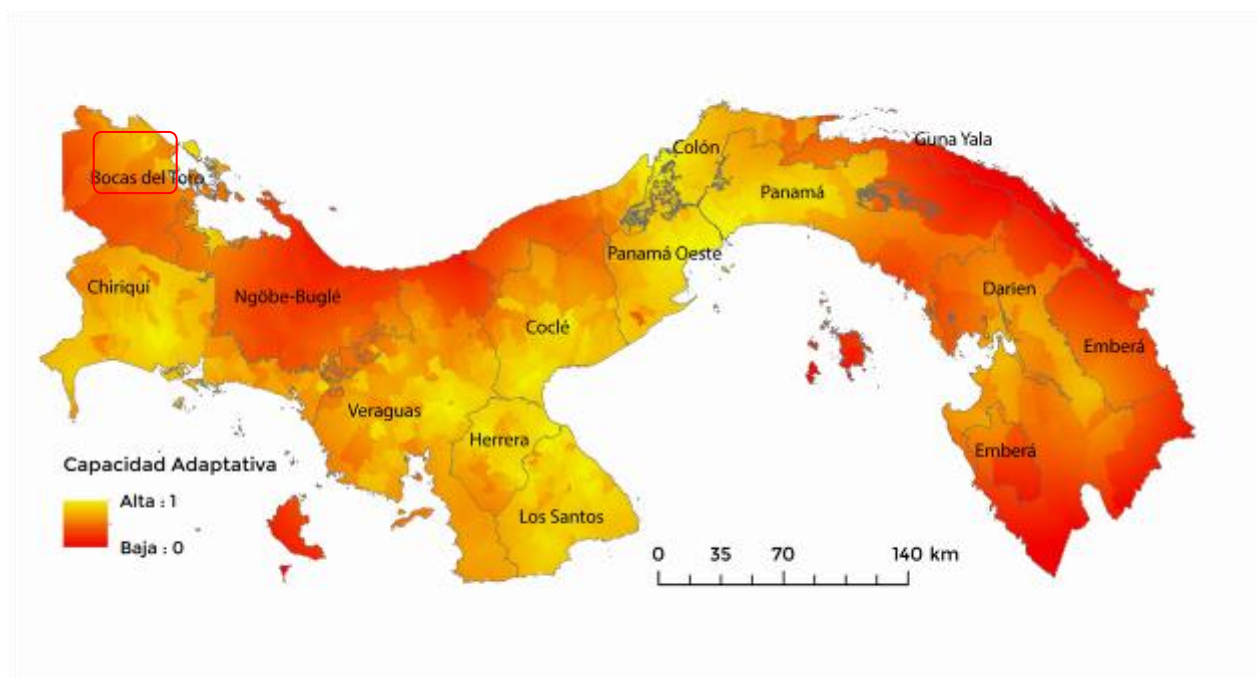 Colón
Guna Yala
Bocas del Toro
Panamá
Panamá Oeste
Chiriquí
Ngöbe-Buglé
Darien
Coclé
Emberá
Veraguas
Herrera
Emberá
Los Santos
Capacidad Adaptativa
Alta : 1
Baja : 0
0 35 70 140 km